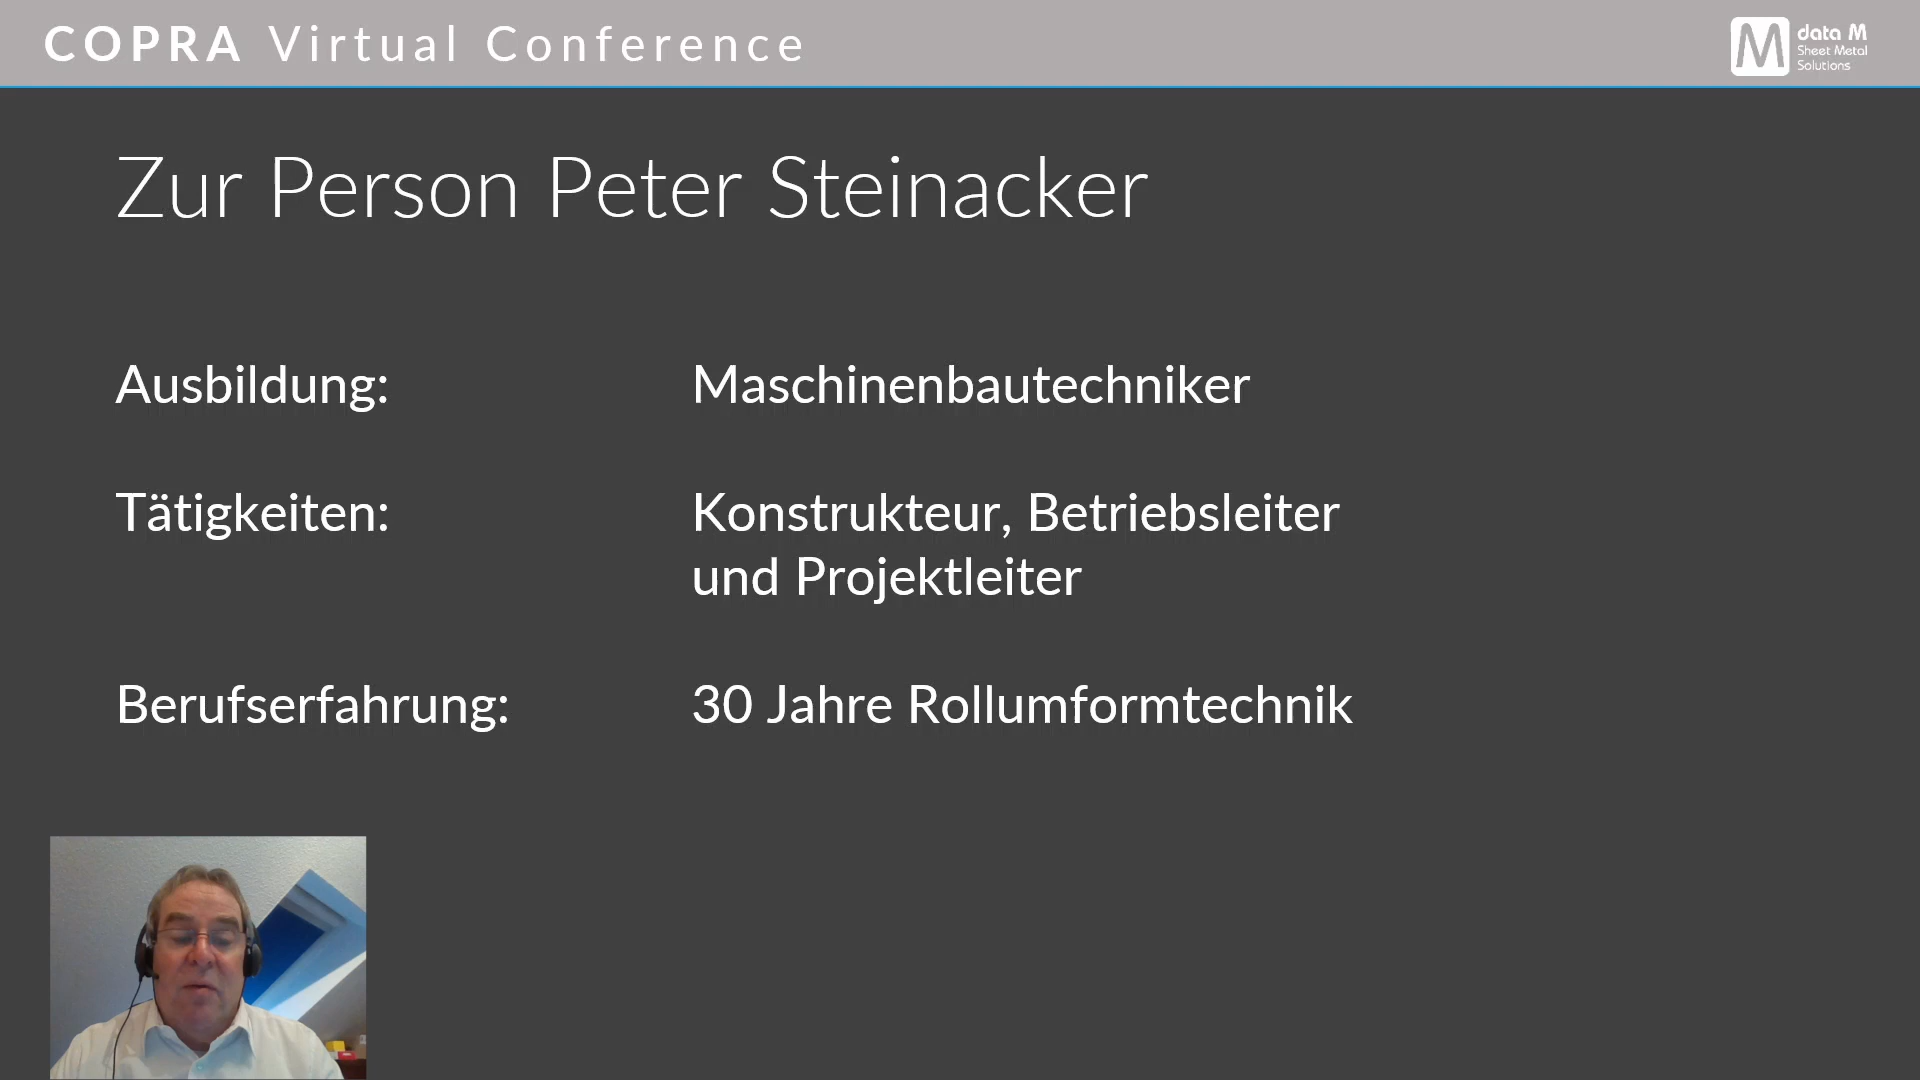 COPRA Virtual Conference
data M
Sheet Metal
Solutions
Zur Person Peter Steinacker
Ausbildung: Maschinenbautechniker
Tätigkeiten: Konstrukteur, Betriebsleiter
und Projektleiter
Berufserfahrung: 30 Jahre Rollumformtechnik